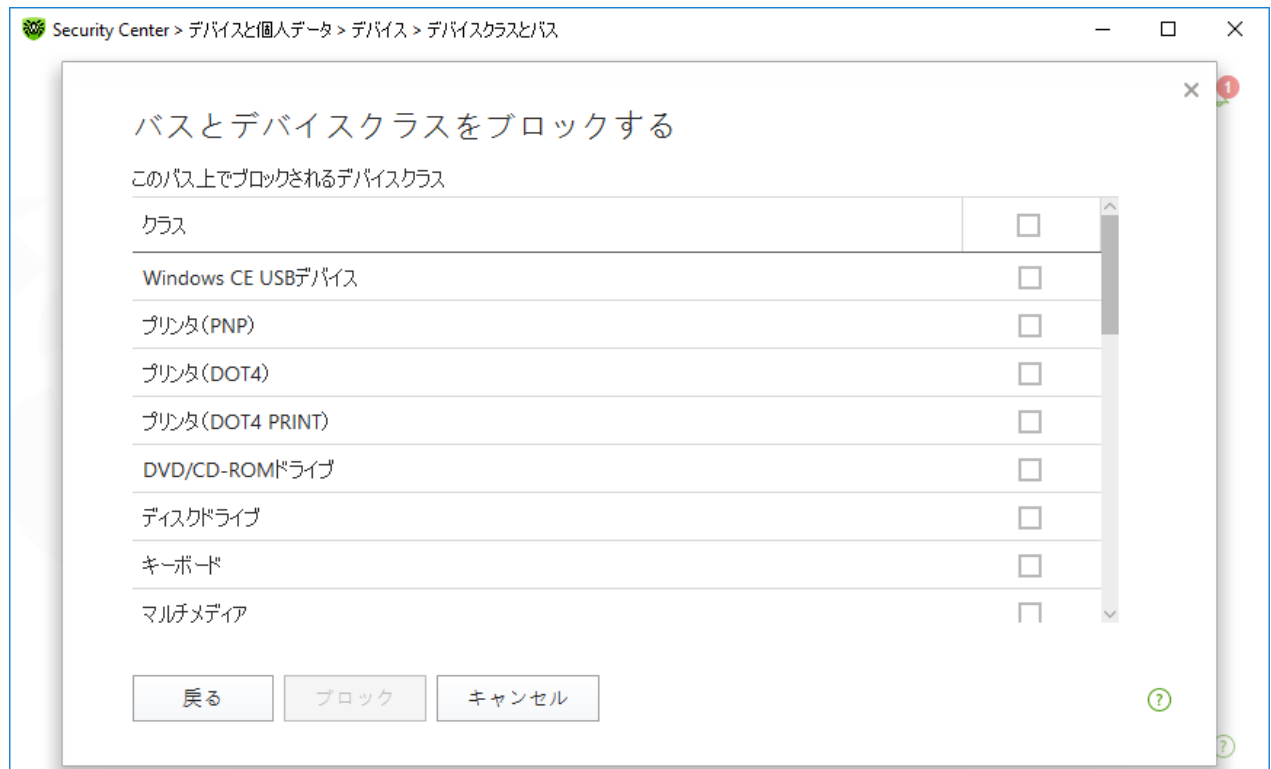 Security Center > デバイスと個人データ > デバイス > デバイスクラスとバス
1
バスとデバイスクラスをブロックする
このバス上でブロックされるデバイスクラス
クラス
Windows CE USBデバイス
プリンタ(PNP)
プリンタ(DOT4)
プリンタ(DOT4 PRINT)
DVD/CD-ROMドライブ
ディスクドライブ
キーボード
マルチメディア
戻る ブロック キャンセル ?
?